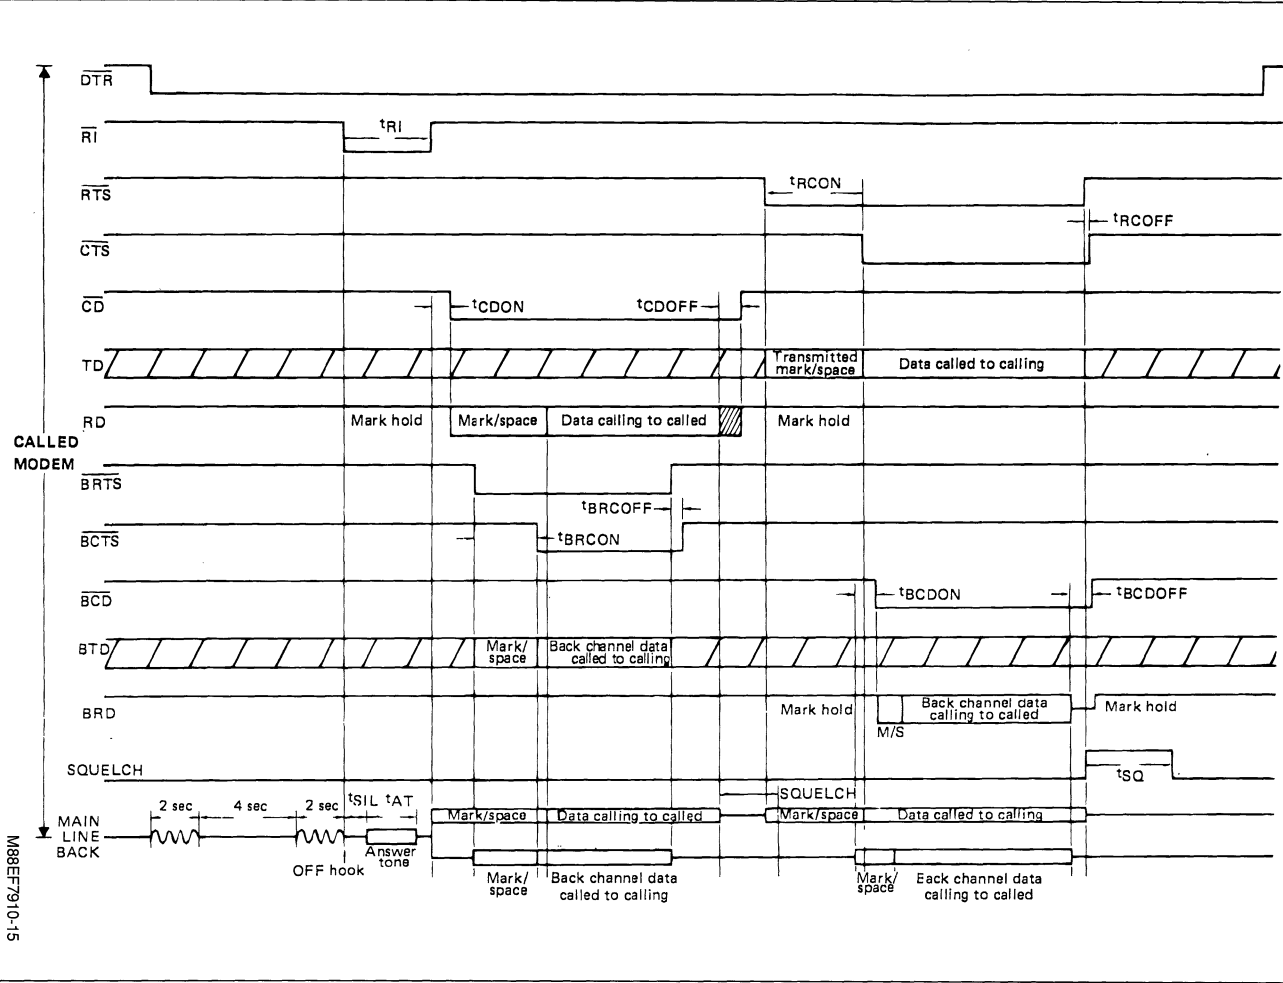 DTR
RI
tRI
RTS
tRCON
tRCOFF
CTS
CD
tCDON
tCDOFF
TD
Transmitted
mark/space
Data called to calling
RD
Mark hold
Mark/space
Data calling to called
Mark hold
CALLED
MODEM
BRTS
tBRCOFF
BCTS
tBRCON
BCD
tBCDON
tBCDOFF
BTD
Mark/
space
Back channel data
called to calling
BRD
Mark hold
M/S
Back channel data
calling to called
Mark hold
SQUELCH
tSQ
2 sec
4 sec
2 sec
tSIL
tAT
SQUELCH
MAIN
LINE
BACK
Mark/space
Data calling to called
Mark/space
Data called to calling
Answer
tone
OFF hook
Mark/
space
Back channel data
called to calling
Mark/
space
Eack channel data
calling to called
M88EF7910-15